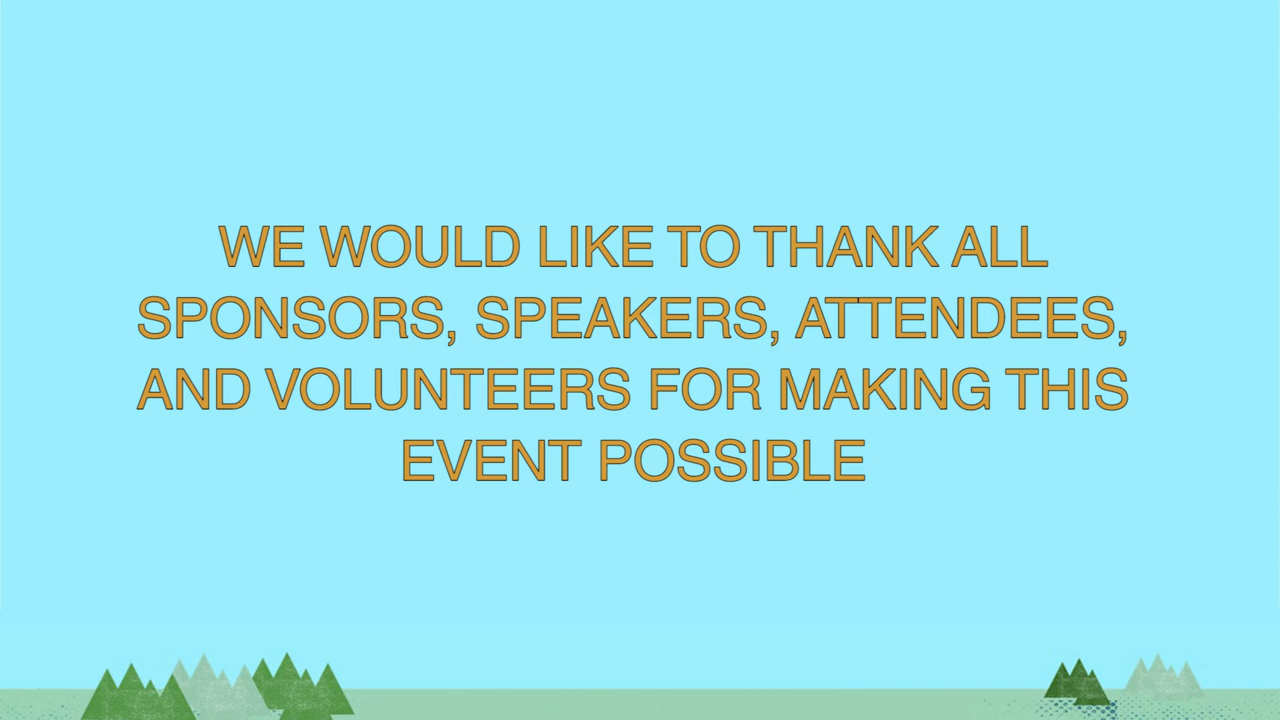 WE WOULD LIKE TO THANK ALL
SPONSORS, SPEAKERS, ATTENDEES,
AND VOLUNTEERS FOR MAKING THIS
EVENT POSSIBLE